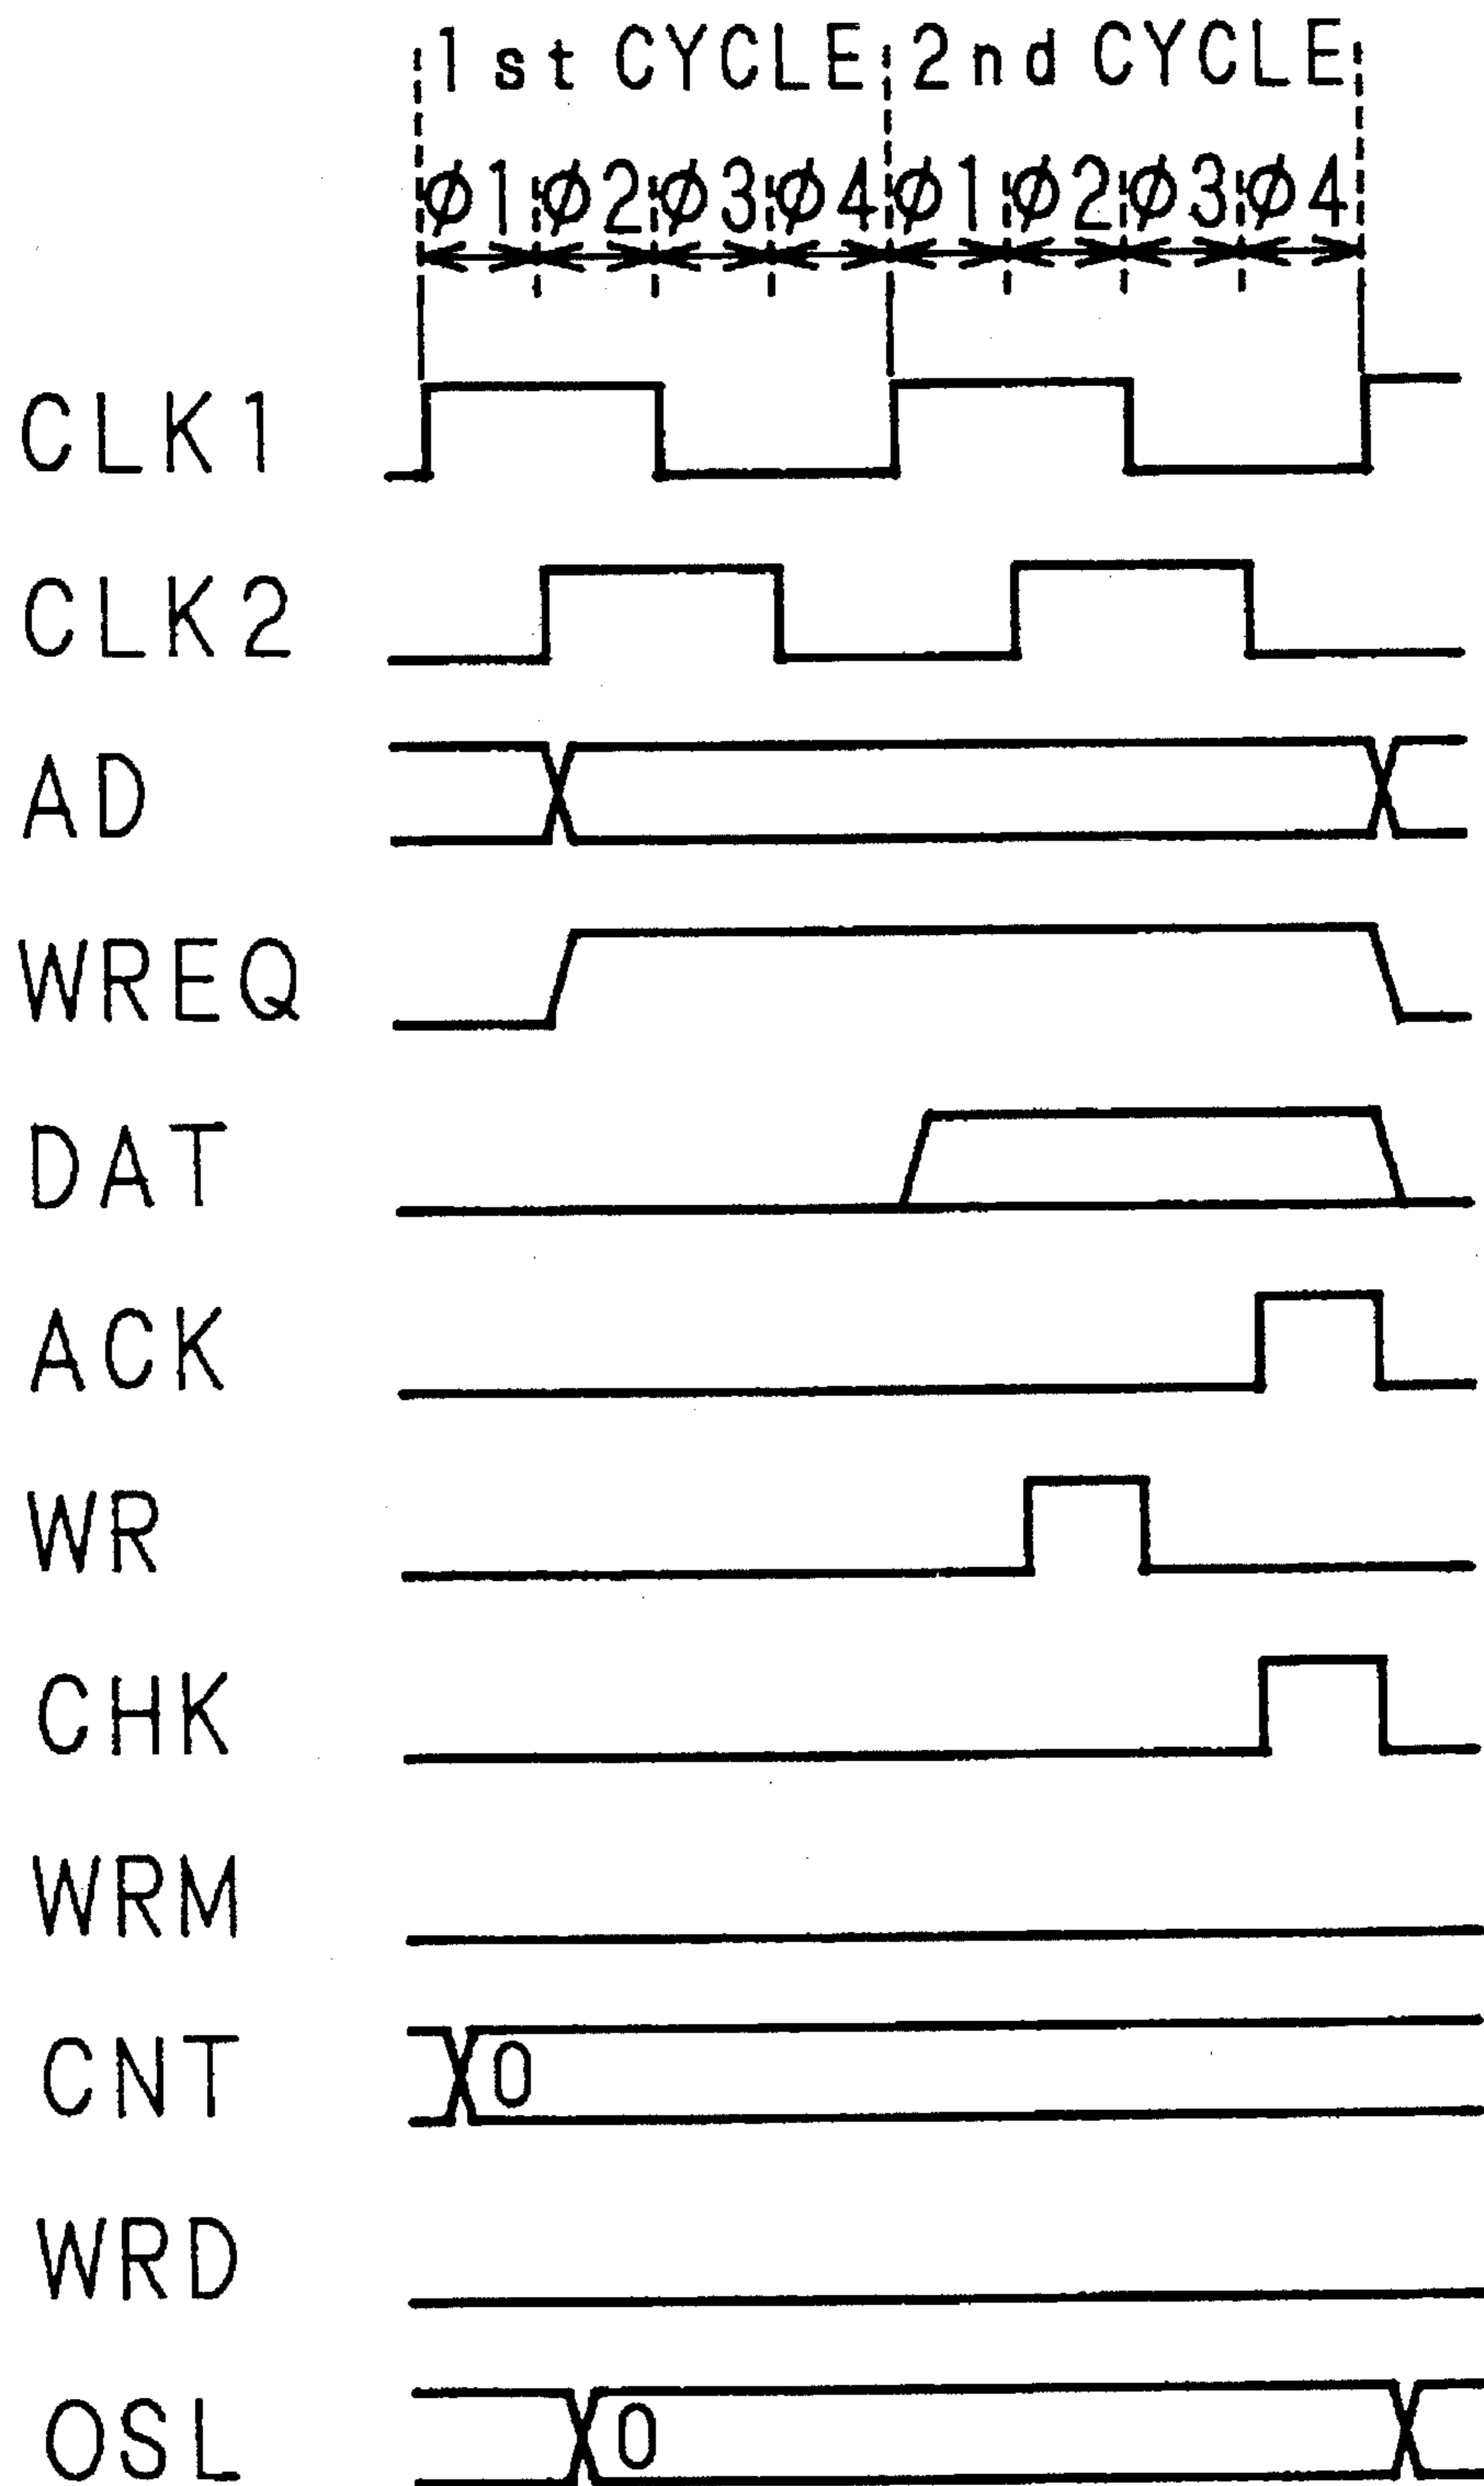 1st CYCLE 2nd CYCLE
φ1 φ2 φ3 φ4 φ1 φ2 φ3 φ4
CLK1
CLK2
AD
WREQ
DAT
ACK
WR
CHK
WRM
CNT 0
WRD
OSL 0